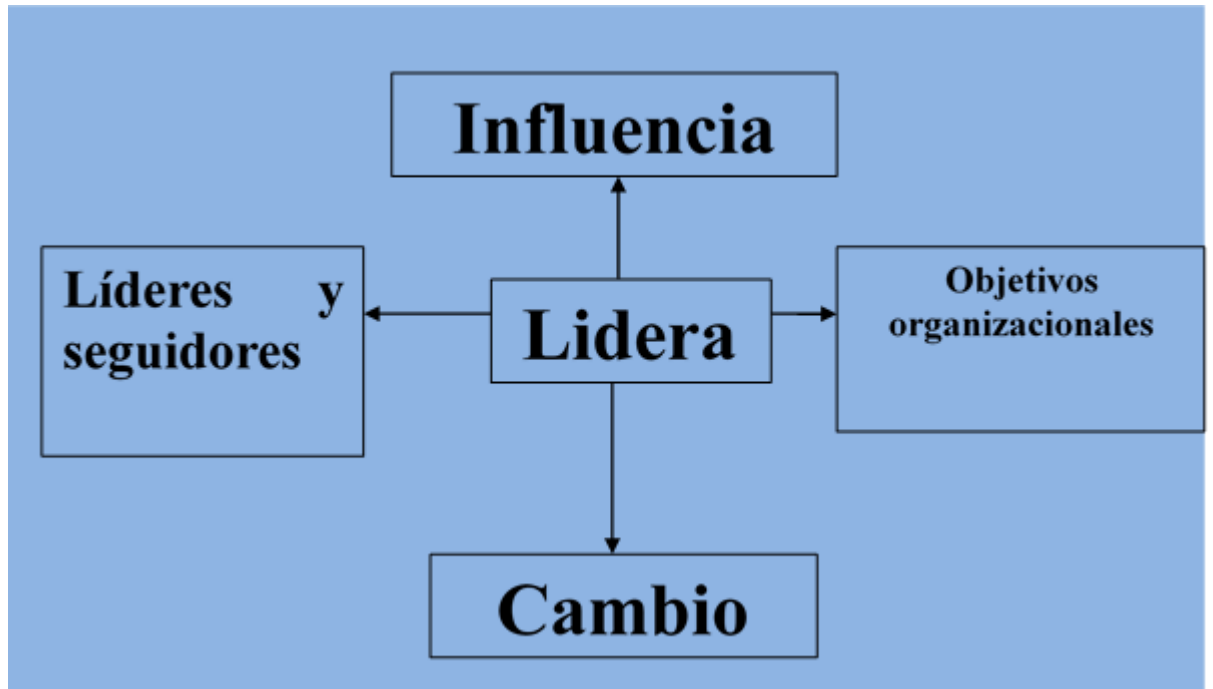 Influencia
Líderes y
seguidores
Lidera
Objetivos
organizacionales
Cambio